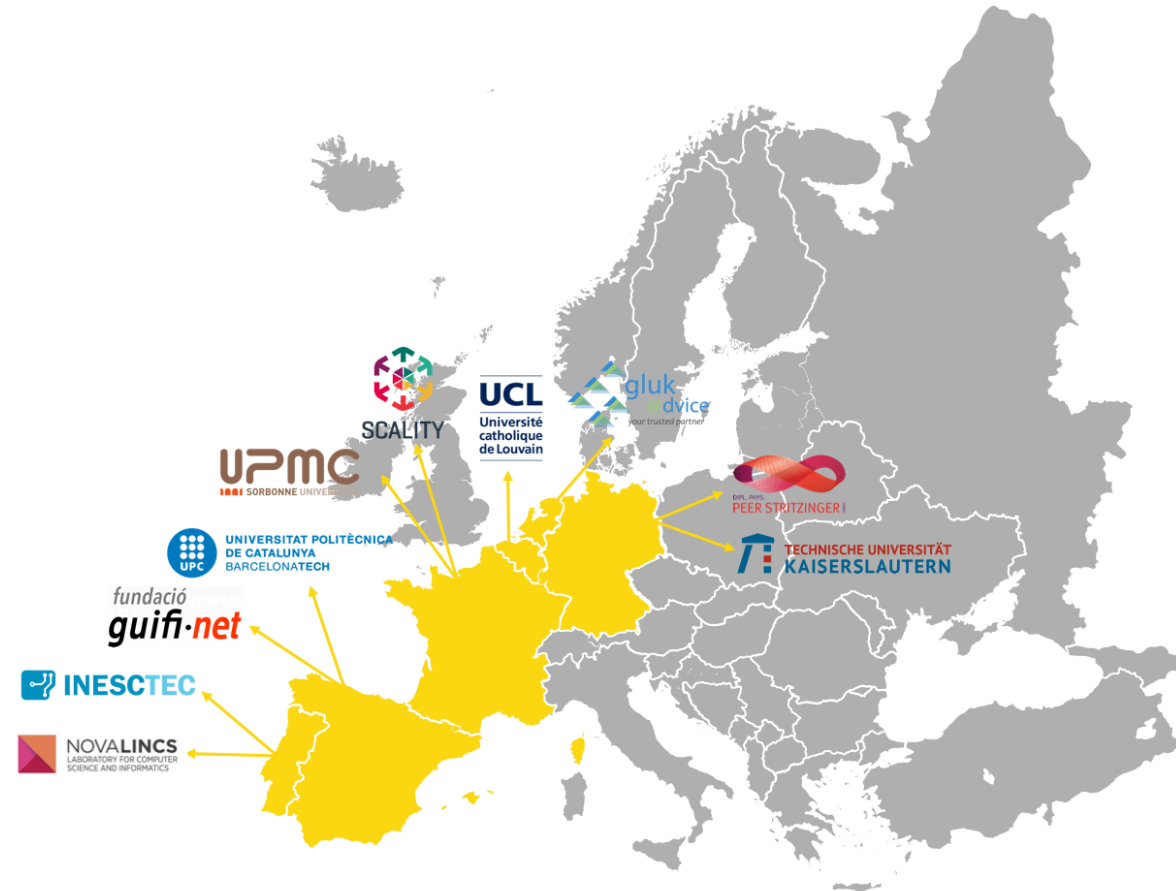 SCALITY
UCL
Université
catholique
de Louvain
gluk
advice
your trusted partner
UPMC
SORBONNE
DIPL. PHYS.
PEER STRITZINGER
UPC
UNIVERSITAT POLITÈCNICA
DE CATALUNYA
BARCELONATECH
TECHNISCHE UNIVERSITÄT
KAISERSLAUTERN
fundació
guifi·net
INESCTEC
NOVALINCS
LABORATORY FOR COMPUTER
SCIENCE AND INFORMATICS